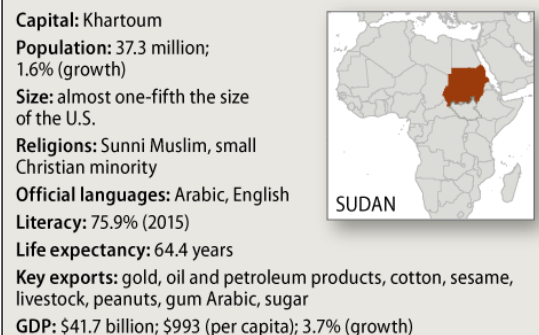 Capital: Khartoum
Population: 37.3 million;
1.6% (growth)
Size: almost one-fifth the size
of the U.S.
Religions: Sunni Muslim, small
Christian minority
Official languages: Arabic, English
SUDAN
Literacy: 75.9% (2015)
Life expectancy: 64.4 years
Key exports: gold, oil and petroleum products, cotton, sesame,
livestock, peanuts, gum Arabic, sugar
GDP: $41.7 billion; $993 (per capita); 3.7% (growth)